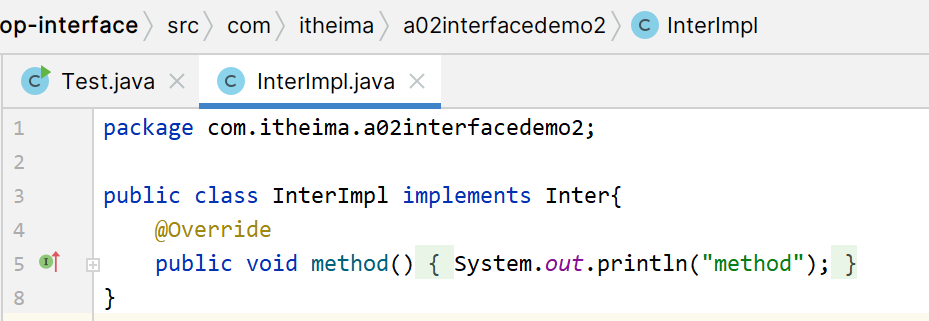 op-interface src com itheima a02interfacedemo2 C InterImpl
C Test.java C InterImpl.java
1 package com.itheima.a02interfacedemo2;
2
3 public class InterImpl implements Inter{
4 @Override
5 I public void method() { System.out.println("method"); }
8 }